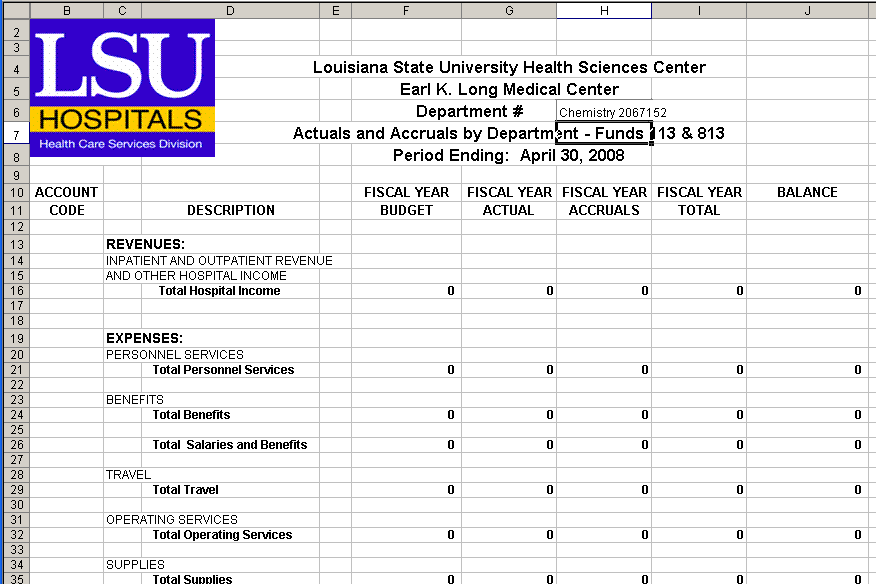 B C D E F G H I J
2
LSU
3
4 Louisiana State University Health Sciences Center
5 Earl K. Long Medical Center
HOSPITALS
6 Department # Chemistry 2067152
7 Actuals and Accruals by Department - Funds 13 & 813
Health Care Services Division
8 Period Ending: April 30, 2008
9
10 ACCOUNT FISCAL YEAR FISCAL YEAR FISCAL YEAR FISCAL YEAR BALANCE
11 CODE DESCRIPTION BUDGET ACTUAL ACCRUALS TOTAL
12
13 REVENUES:
14 INPATIENT AND OUTPATIENT REVENUE
15 AND OTHER HOSPITAL INCOME
16 Total Hospital Income 0 0 0 0 0
17
18
19 EXPENSES:
20 PERSONNEL SERVICES
21 Total Personnel Services 0 0 0 0 0
22
23 BENEFITS
24 Total Benefits 0 0 0 0 0
25
26 Total Salaries and Benefits 0 0 0 0 0
27
28 TRAVEL
29 Total Travel 0 0 0 0 0
30
31 OPERATING SERVICES
32 Total Operating Services 0 0 0 0 0
33
34 SUPPLIES
35 Total Supplies 0 0 0 0 0